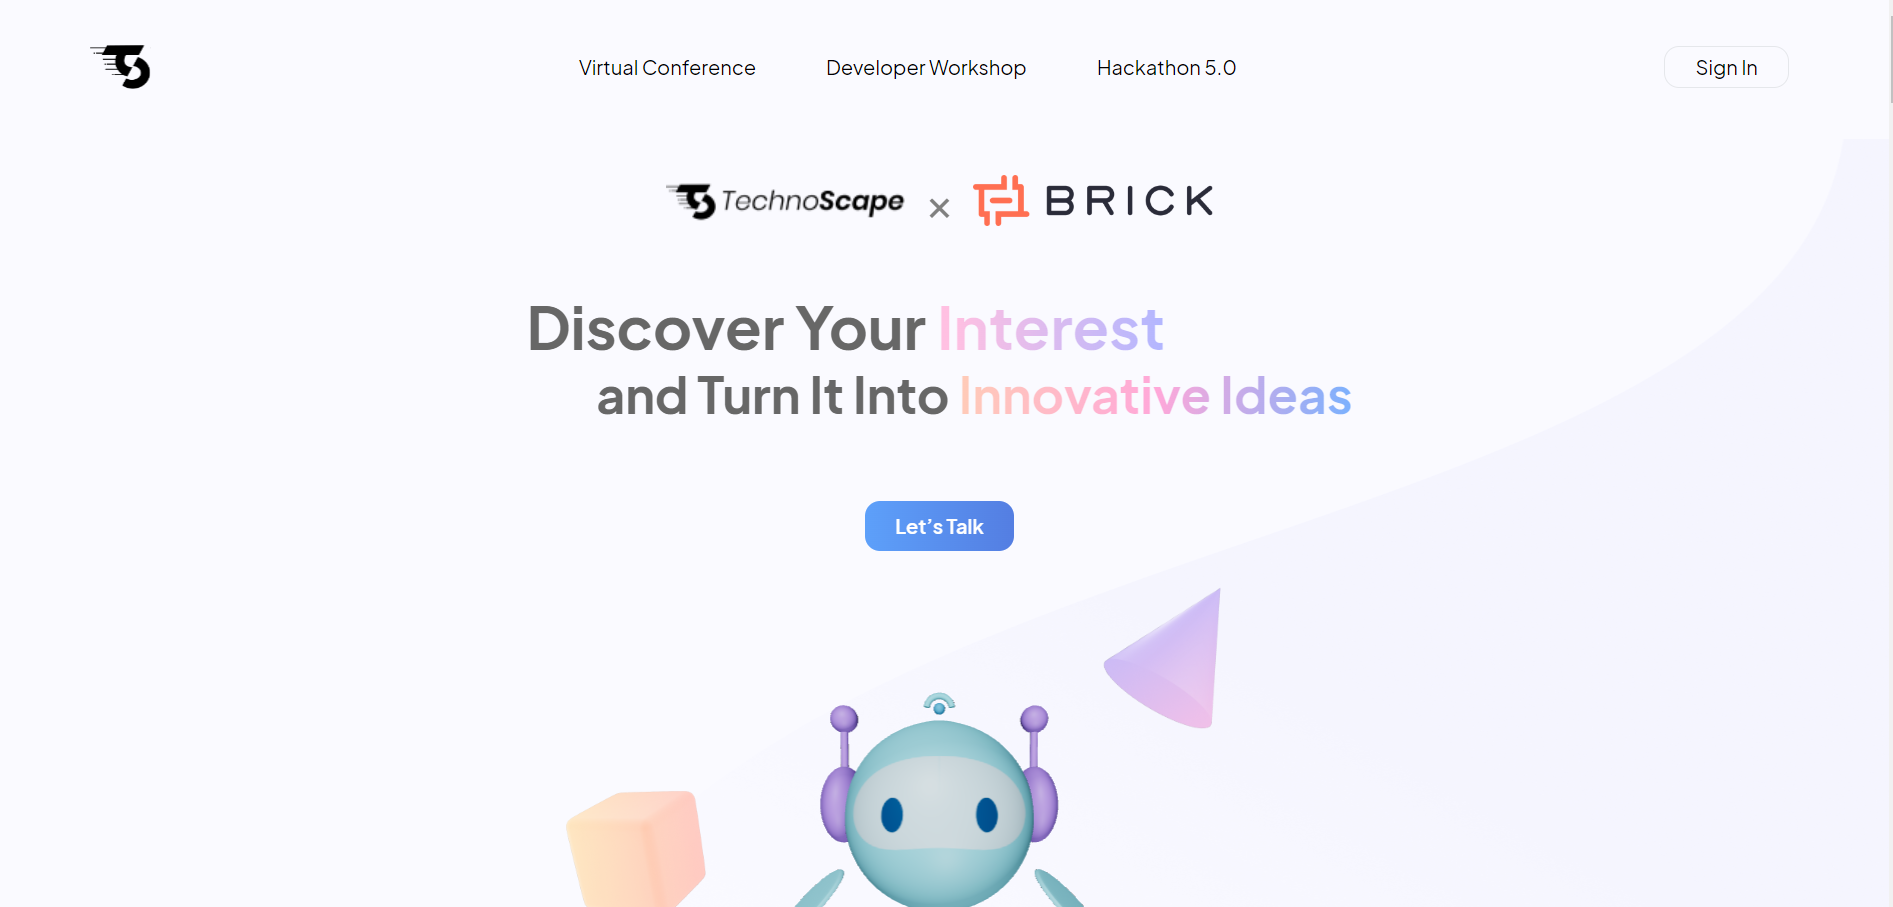 Virtual Conference
Developer Workshop
Hackathon 5.0
Sign In
TechnoScape × BRICK
Discover Your Interest
and Turn It Into Innovative Ideas
Let’s Talk